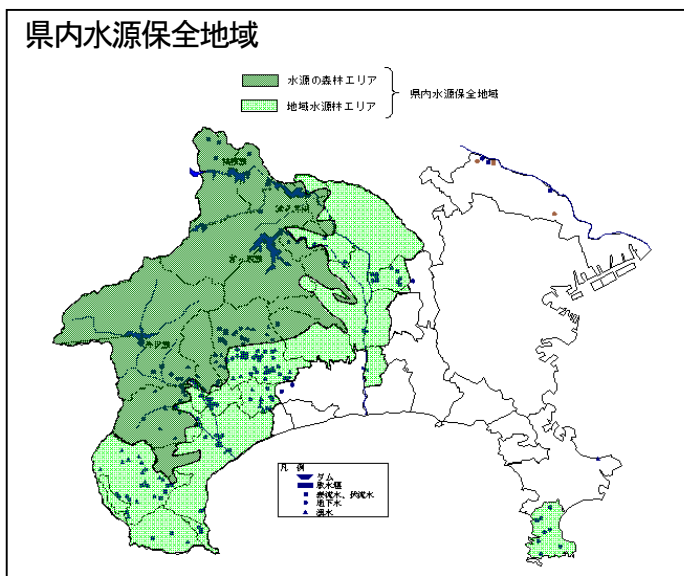 県内水源保全地域
水源の森林エリア
地域水源林エリア
県内水源保全地域
凡 例
ダム
取水堰
表流水、伏流水
地下水
湧水